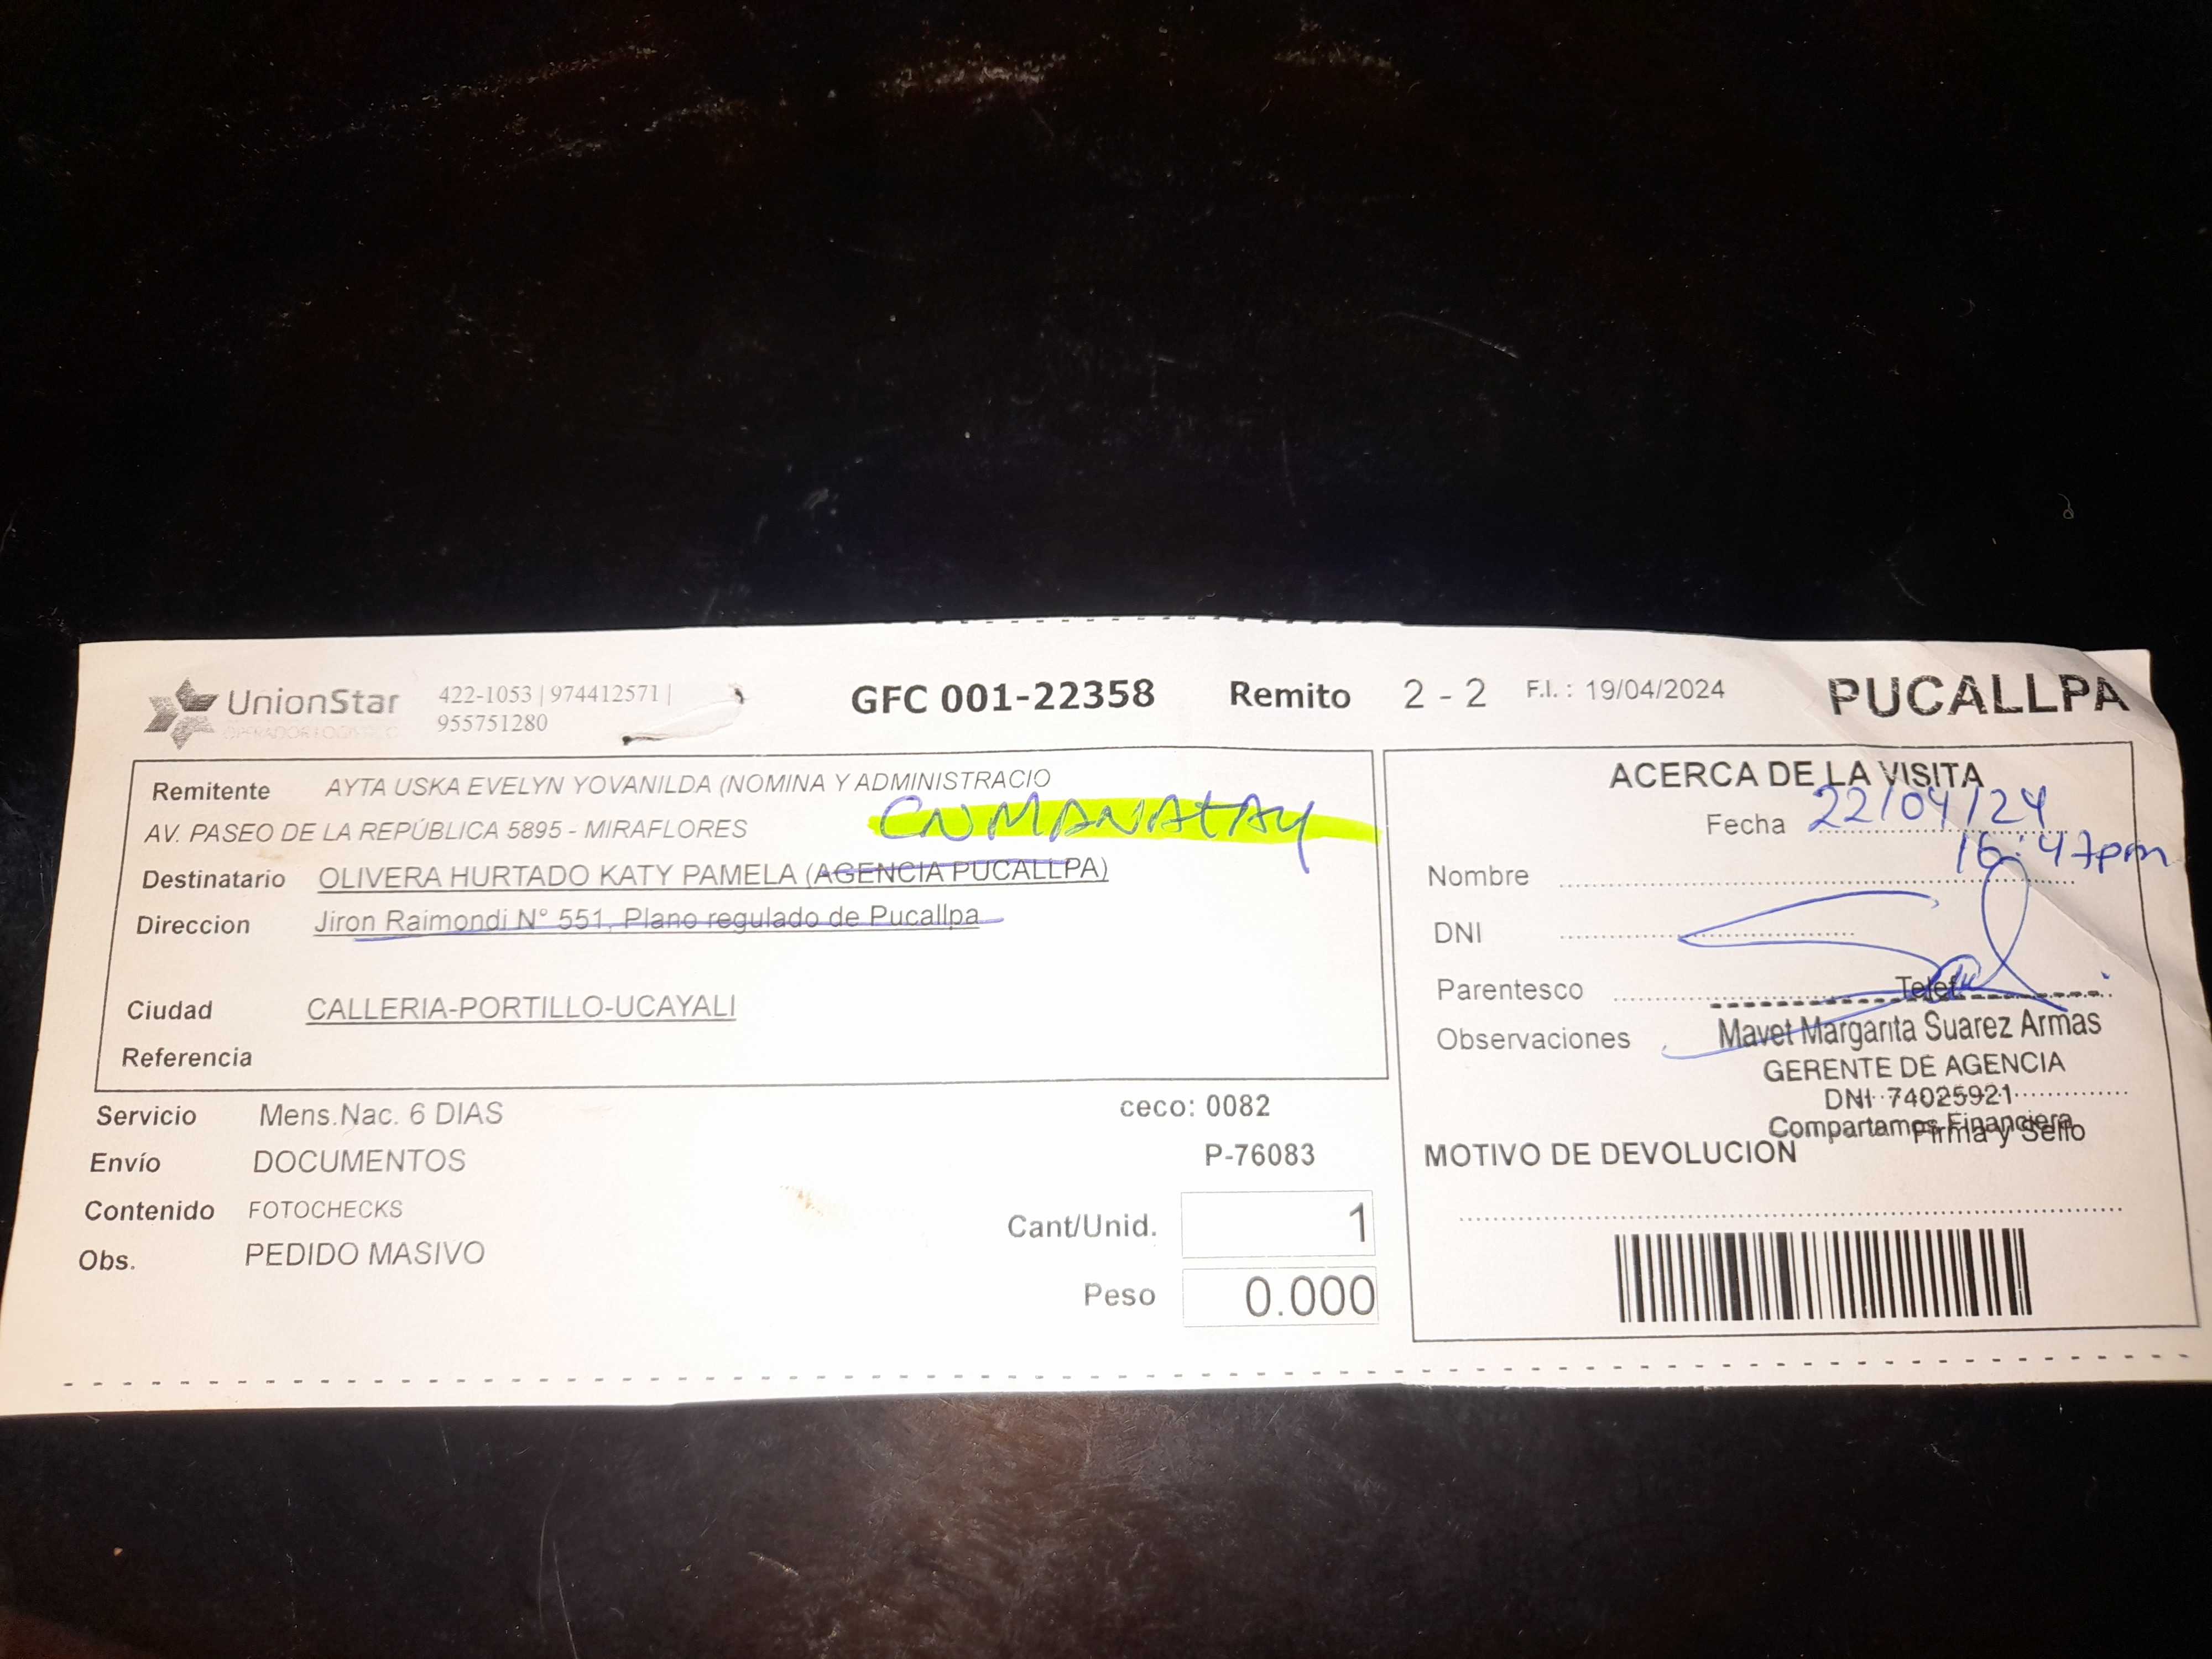 UnionStar
OPERADOR LOGISTICO
422-1053 | 974412571 |
955751280
GFC 001-22358
Remito 2 - 2
F.I. : 19/04/2024
PUCALLPA
Remitente AYTA USKA EVELYN YOVANILDA (NOMINA Y ADMINISTRACIO
AV. PASEO DE LA REPÚBLICA 5895 - MIRAFLORES
Destinatario OLIVERA HURTADO KATY PAMELA (AGENCIA PUCALLPA)
Direccion Jiron Raimondi N° 551, Plano regulado de Pucallpa
Ciudad CALLERIA-PORTILLO-UCAYALI
Referencia
Servicio Mens.Nac. 6 DIAS
ceco: 0082
Envío DOCUMENTOS
P-76083
Contenido FOTOCHECKS
Cant/Unid. 1
Obs. PEDIDO MASIVO
Peso 0.000
ACERCA DE LA VISITA
Fecha 22/04/24
16:47pm
Nombre
DNI
Parentesco Telef.
Observaciones
Mavet Margarita Suarez Armas
GERENTE DE AGENCIA
DNI 74025921
Compartamos Financiera
Firma y Sello
MOTIVO DE DEVOLUCION